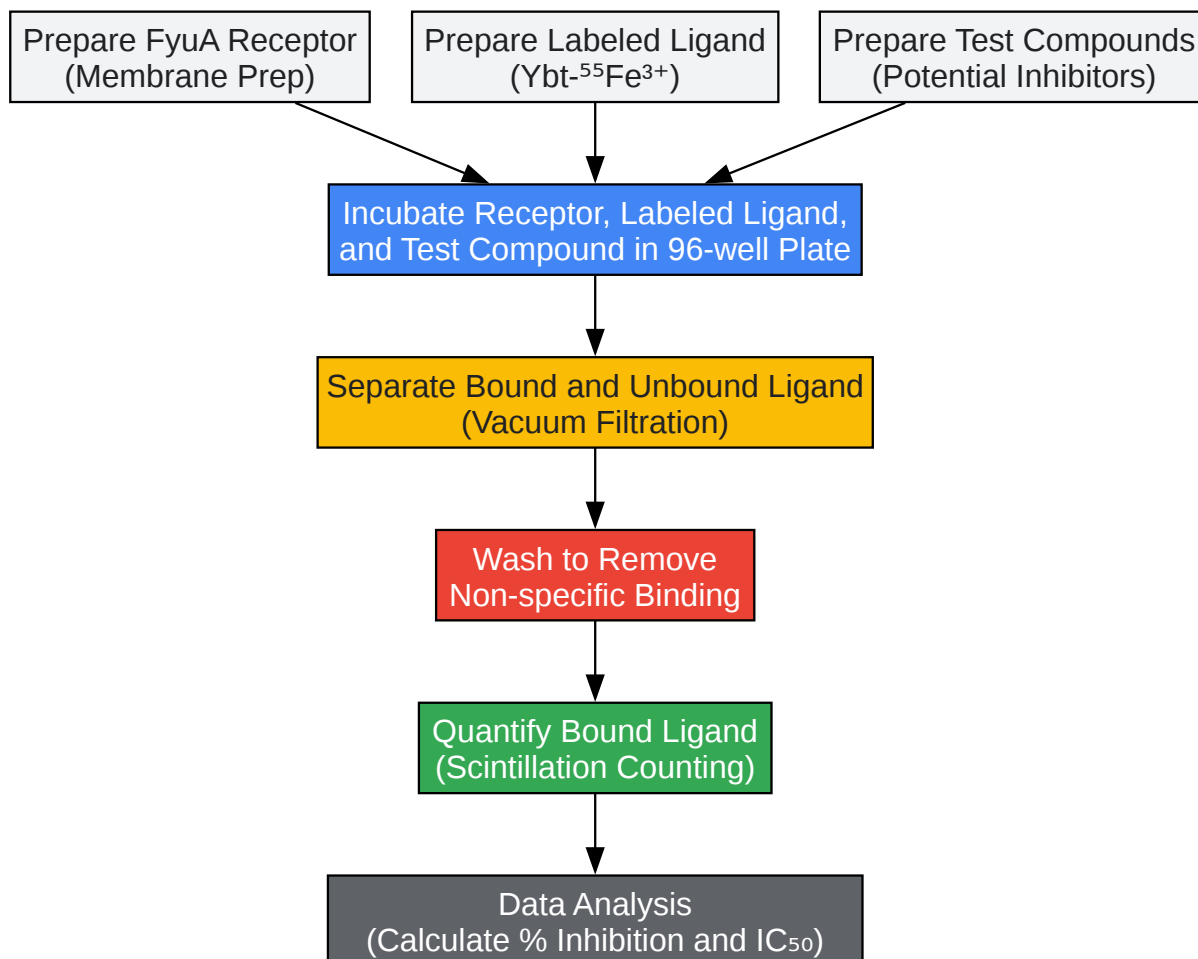 Prepare FyuA Receptor
(Membrane Prep)
Prepare Labeled Ligand
(Ybt-⁵⁵Fe³⁺)
Prepare Test Compounds
(Potential Inhibitors)
Incubate Receptor, Labeled Ligand,
and Test Compound in 96-well Plate
Separate Bound and Unbound Ligand
(Vacuum Filtration)
Wash to Remove
Non-specific Binding
Quantify Bound Ligand
(Scintillation Counting)
Data Analysis
(Calculate % Inhibition and IC₅₀)